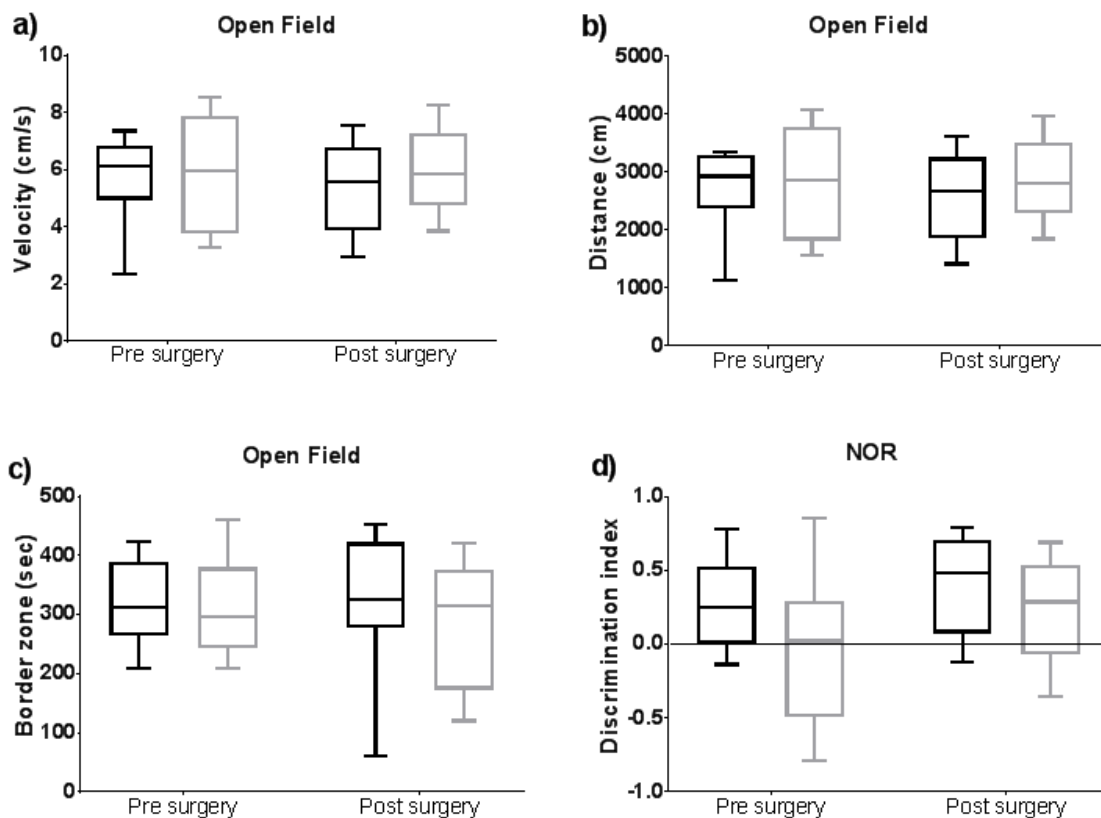 a)
Open Field
Velocity (cm/s)
10
8
6
4
2
0
Pre surgery
Post surgery
b)
Open Field
Distance (cm)
5000
4000
3000
2000
1000
0
Pre surgery
Post surgery
c)
Open Field
Border zone (sec)
500
400
300
200
100
0
Pre surgery
Post surgery
d)
NOR
Discrimination index
1.0
0.5
0.0
-0.5
-1.0
Pre surgery
Post surgery